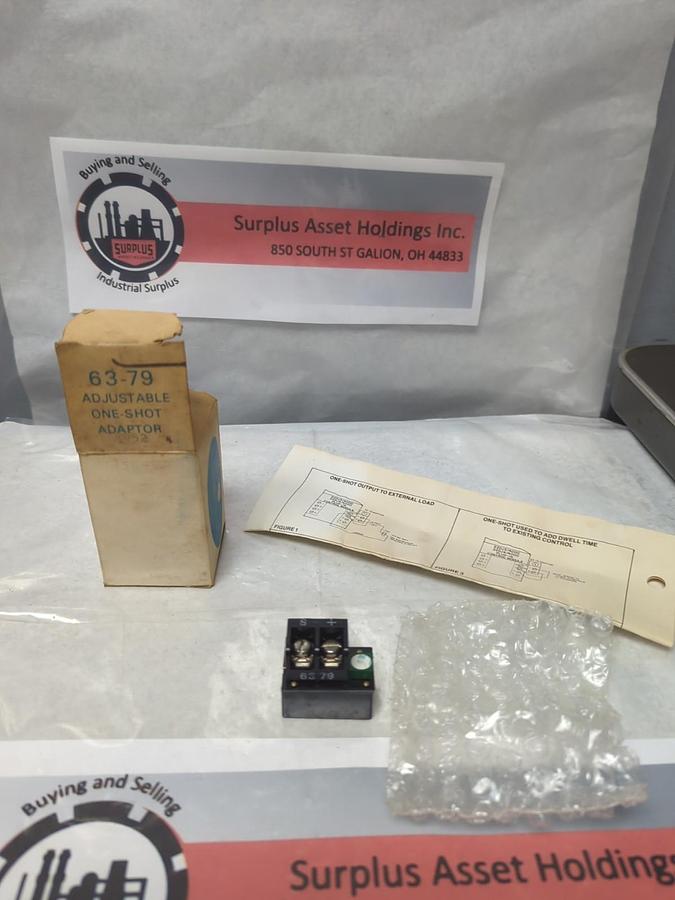 Buying and Selling
SURPLUS
Industrial Surplus
Surplus Asset Holdings Inc.
850 SOUTH ST GALION, OH 44833
63-79
ADJUSTABLE
ONE-SHOT
ADAPTOR
ONE-SHOT OUTPUT TO EXTERNAL LOAD
FIGURE 1
ONE-SHOT USED TO ADD DWELL TIME
TO EXISTING CONTROL
S +
63 79
Buying and Selling
Surplus Asset Holdings